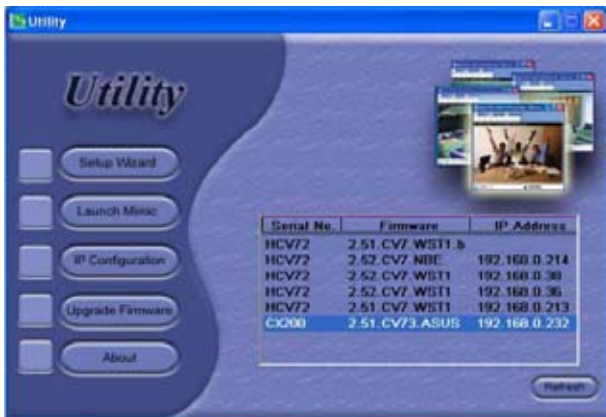 Utility
Utility
Setup Wizard
Launch Mimic
IP Configuration
Upgrade Firmware
About
Serial No. Firmware IP Address
HCV72 2.51.CV7.WST1.b
HCV72 2.52.CV7.NBE 192.168.0.214
HCV72 2.52.CV7.WST1 192.168.0.38
HCV72 2.52.CV7.WST1 192.168.0.36
HCV72 2.51.CV7.WST1 192.168.0.213
CX200 2.51.CV73.ASUS 192.168.0.232
Refresh